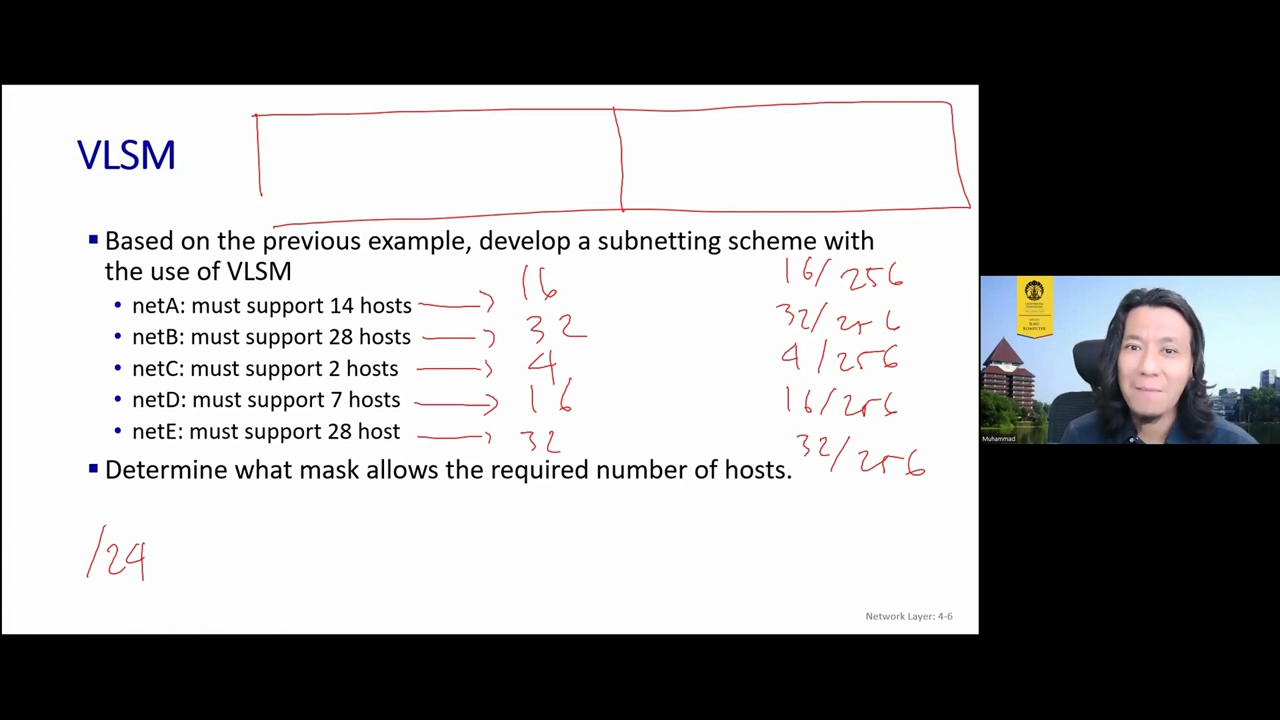 VLSM
▪ Based on the previous example, develop a subnetting scheme with
the use of VLSM
16 16/256
• netA: must support 14 hosts
• netB: must support 28 hosts 32 32/256
• netC: must support 2 hosts 4 4/256
• netD: must support 7 hosts 16 16/256
• netE: must support 28 host 32 32/256
▪ Determine what mask allows the required number of hosts.
/24
Network Layer: 4-6
Muhammad
ILMU
KOMPUTER